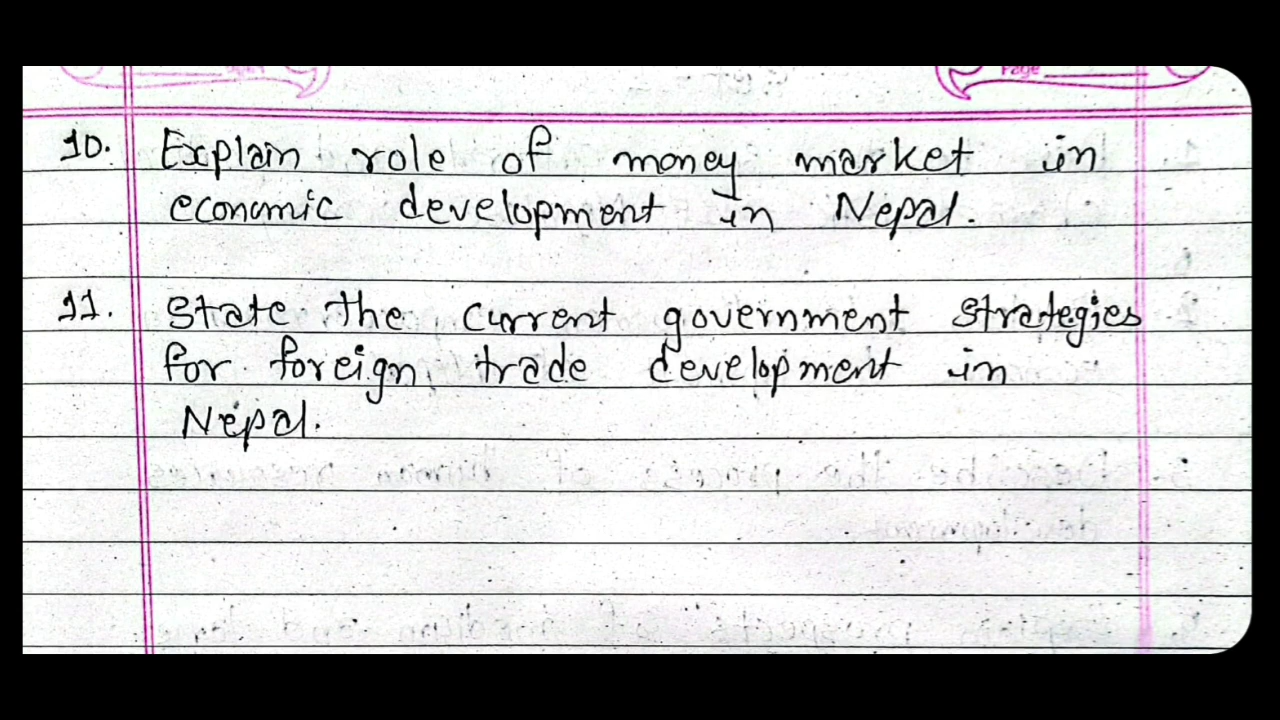 Page
10. Explain role of money market in
economic development in Nepal.
11. State the current government strategies
for foreign trade development in
Nepal.